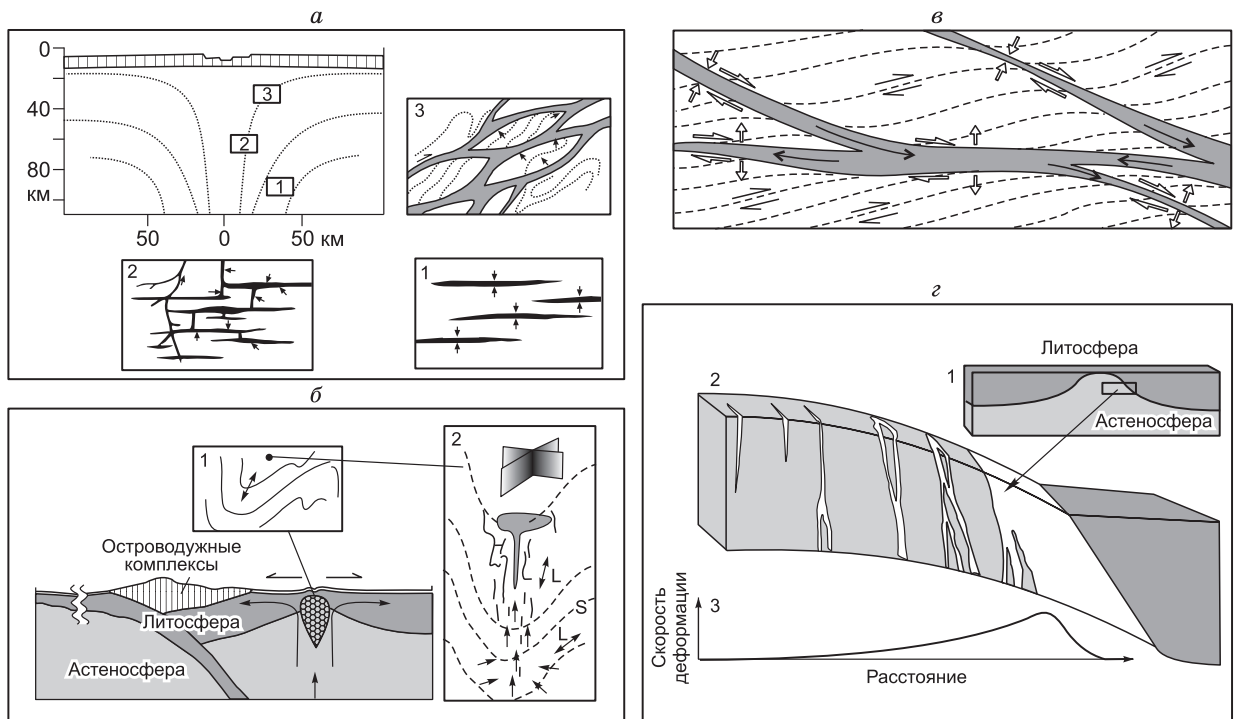 а
0
40
80
км
3
2
1
50
0
50 км
3
2
1
б
1
2
Островодужные
комплексы
Литосфера
Астеносфера
L
S
L
в
г
Литосфера
1
Астеносфера
2
3
Скорость
деформации
Расстояние